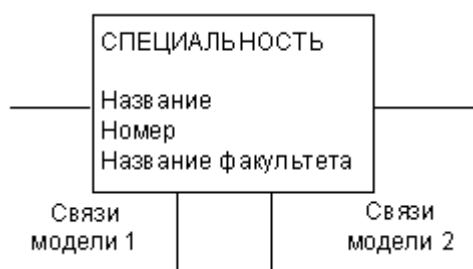 СПЕЦИАЛЬНОСТЬ
Название
Номер
Название факультета
Связи
модели 1
Связи
модели 2